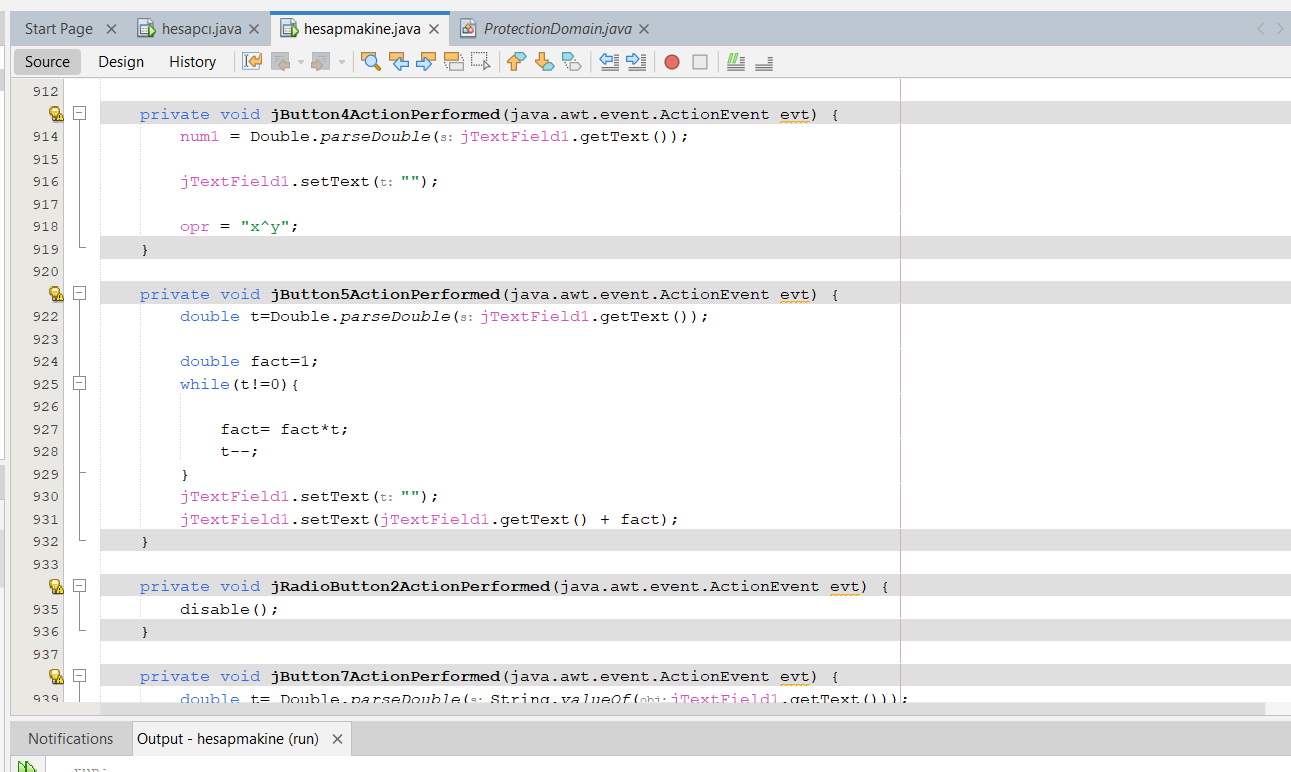 Start Page hesapcı.java hesapmakine.java ProtectionDomain.java
Source Design History
912
private void jButton4ActionPerformed(java.awt.event.ActionEvent evt) {
914 num1 = Double.parseDouble(s: jTextField1.getText());
915
916 jTextField1.setText(t: "");
917
918 opr = "x^y";
919 }
920
private void jButton5ActionPerformed(java.awt.event.ActionEvent evt) {
922 double t=Double.parseDouble(s: jTextField1.getText());
923
924 double fact=1;
925 while(t!=0){
926
927 fact= fact*t;
928 t--;
929 }
930 jTextField1.setText(t: "");
931 jTextField1.setText(jTextField1.getText() + fact);
932 }
933
private void jRadioButton2ActionPerformed(java.awt.event.ActionEvent evt) {
935 disable();
936 }
937
private void jButton7ActionPerformed(java.awt.event.ActionEvent evt) {
939 double t= Double.parseDouble(s: String.valueOf(obj: jTextField1.getText()));
Notifications Output - hesapmakine (run)
run: